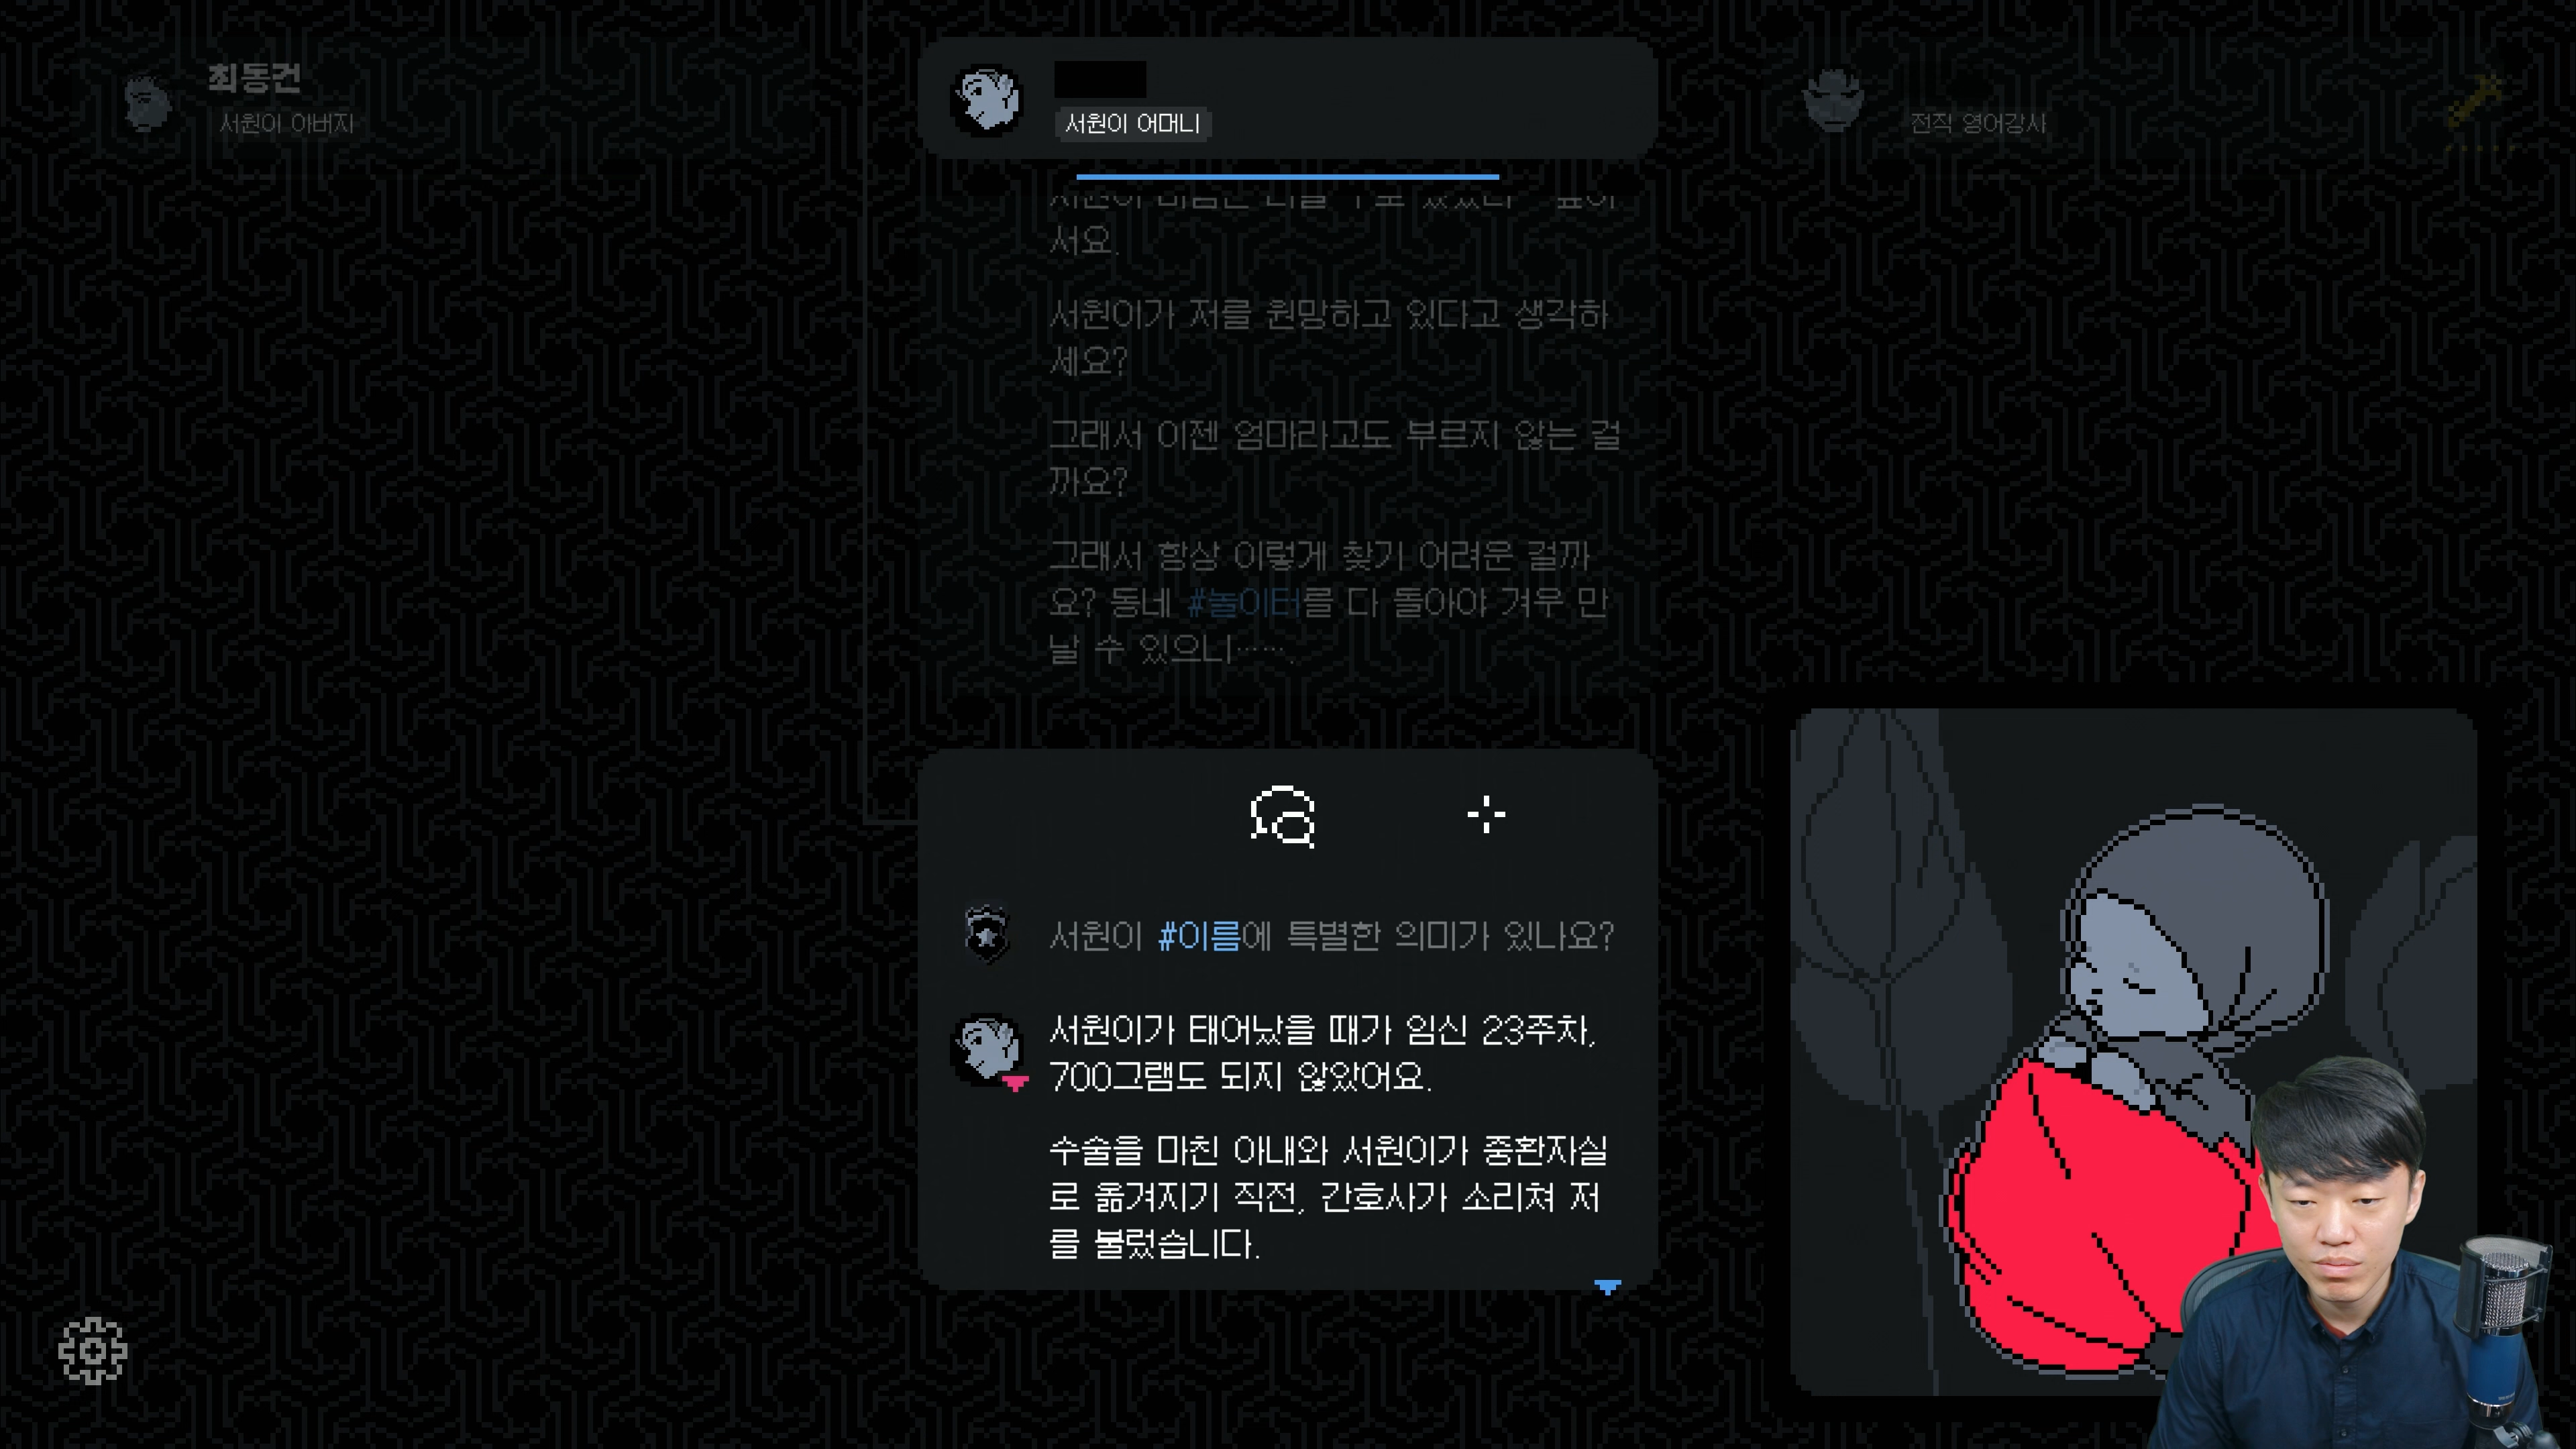 최동건
서원이 아버지
서원이 어머니
전직 영어강사
서요.
서원이가 저를 원망하고 있다고 생각하
세요?
그래서 이젠 엄마라고도 부르지 않는 걸
까요?
그래서 항상 이렇게 찾기 어려운 걸까
요? 동네 #놀이터를 다 돌아야 겨우 만
날 수 있으니…….
서원이 #이름에 특별한 의미가 있나요?
서원이가 태어났을 때가 임신 23주차,
700그램도 되지 않았어요.
수술을 마친 아내와 서원이가 중환자실
로 옮겨지기 직전, 간호사가 소리쳐 저
를 불렀습니다.